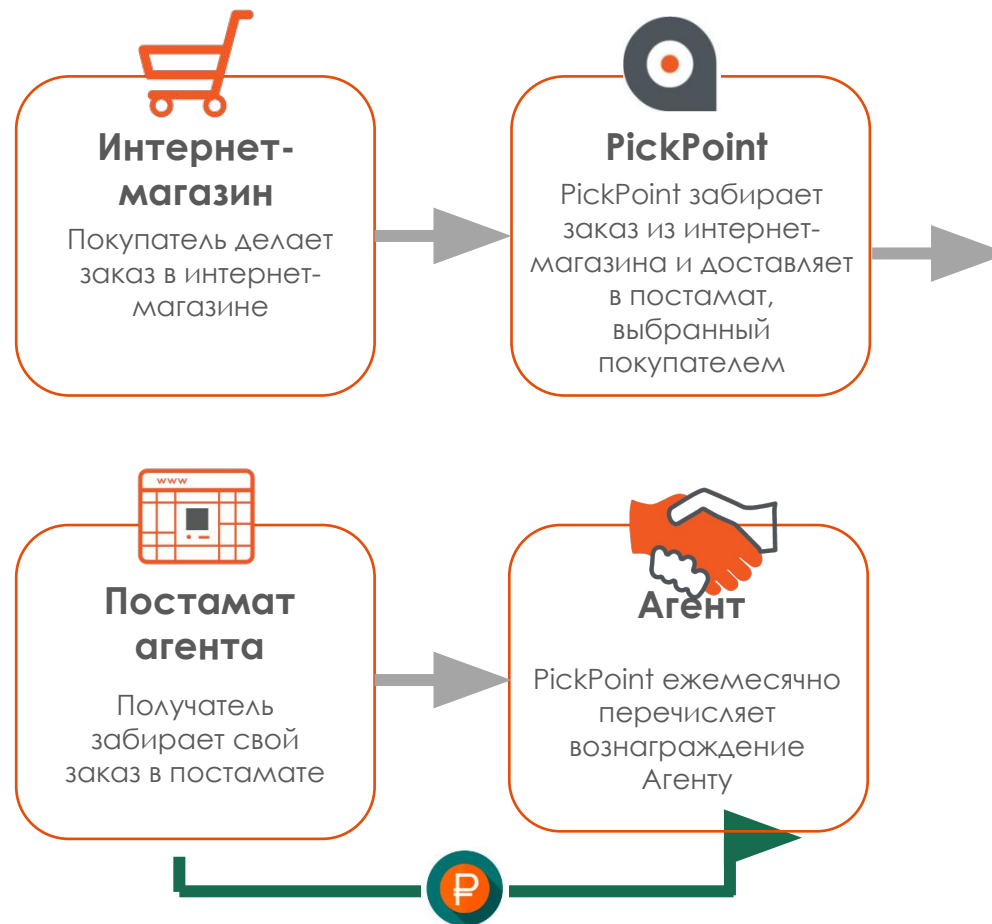 Интернет-
магазин
Покупатель делает
заказ в интернет-
магазине
PickPoint
PickPoint забирает
заказ из интернет-
магазина и доставляет
в постамат,
выбранный
покупателем
www
Постамат
агента
Получатель
забирает свой
заказ в постамате
Агент
PickPoint ежемесячно
перечисляет
вознаграждение
Агенту
₽